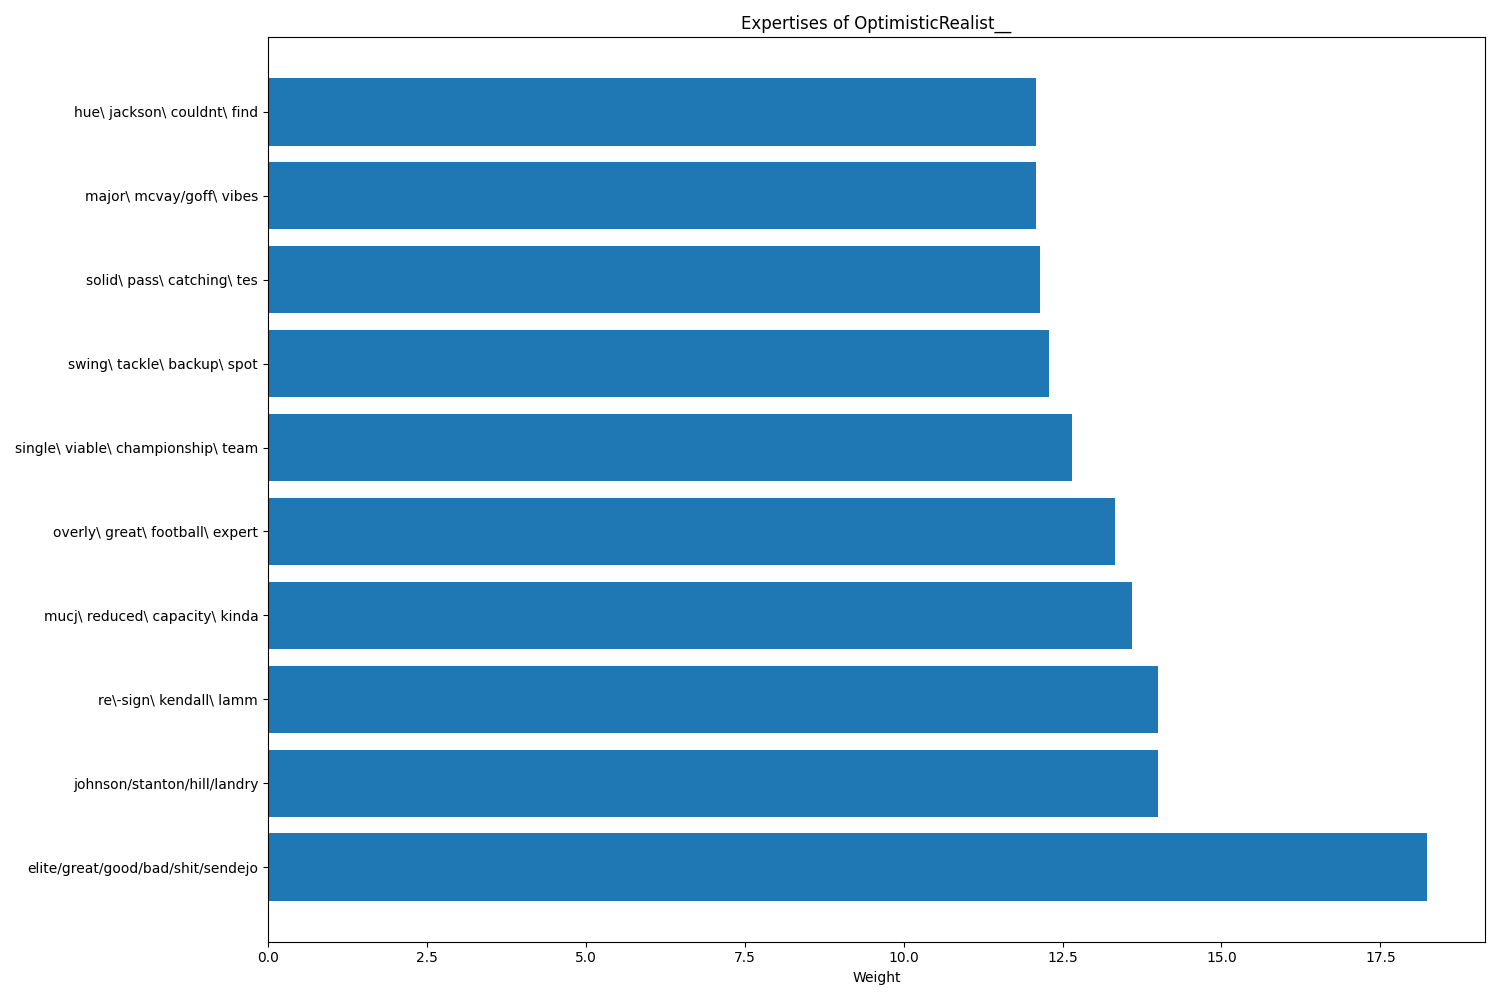 Expertises of OptimisticRealist__
hue\ jackson\ couldnt\ find
major\ mcvay/goff\ vibes
solid\ pass\ catching\ tes
swing\ tackle\ backup\ spot
single\ viable\ championship\ team
overly\ great\ football\ expert
mucj\ reduced\ capacity\ kinda
re\-sign\ kendall\ lamm
johnson/stanton/hill/landry
elite/great/good/bad/shit/sendejo
0.0 2.5 5.0 7.5 10.0 12.5 15.0 17.5
Weight